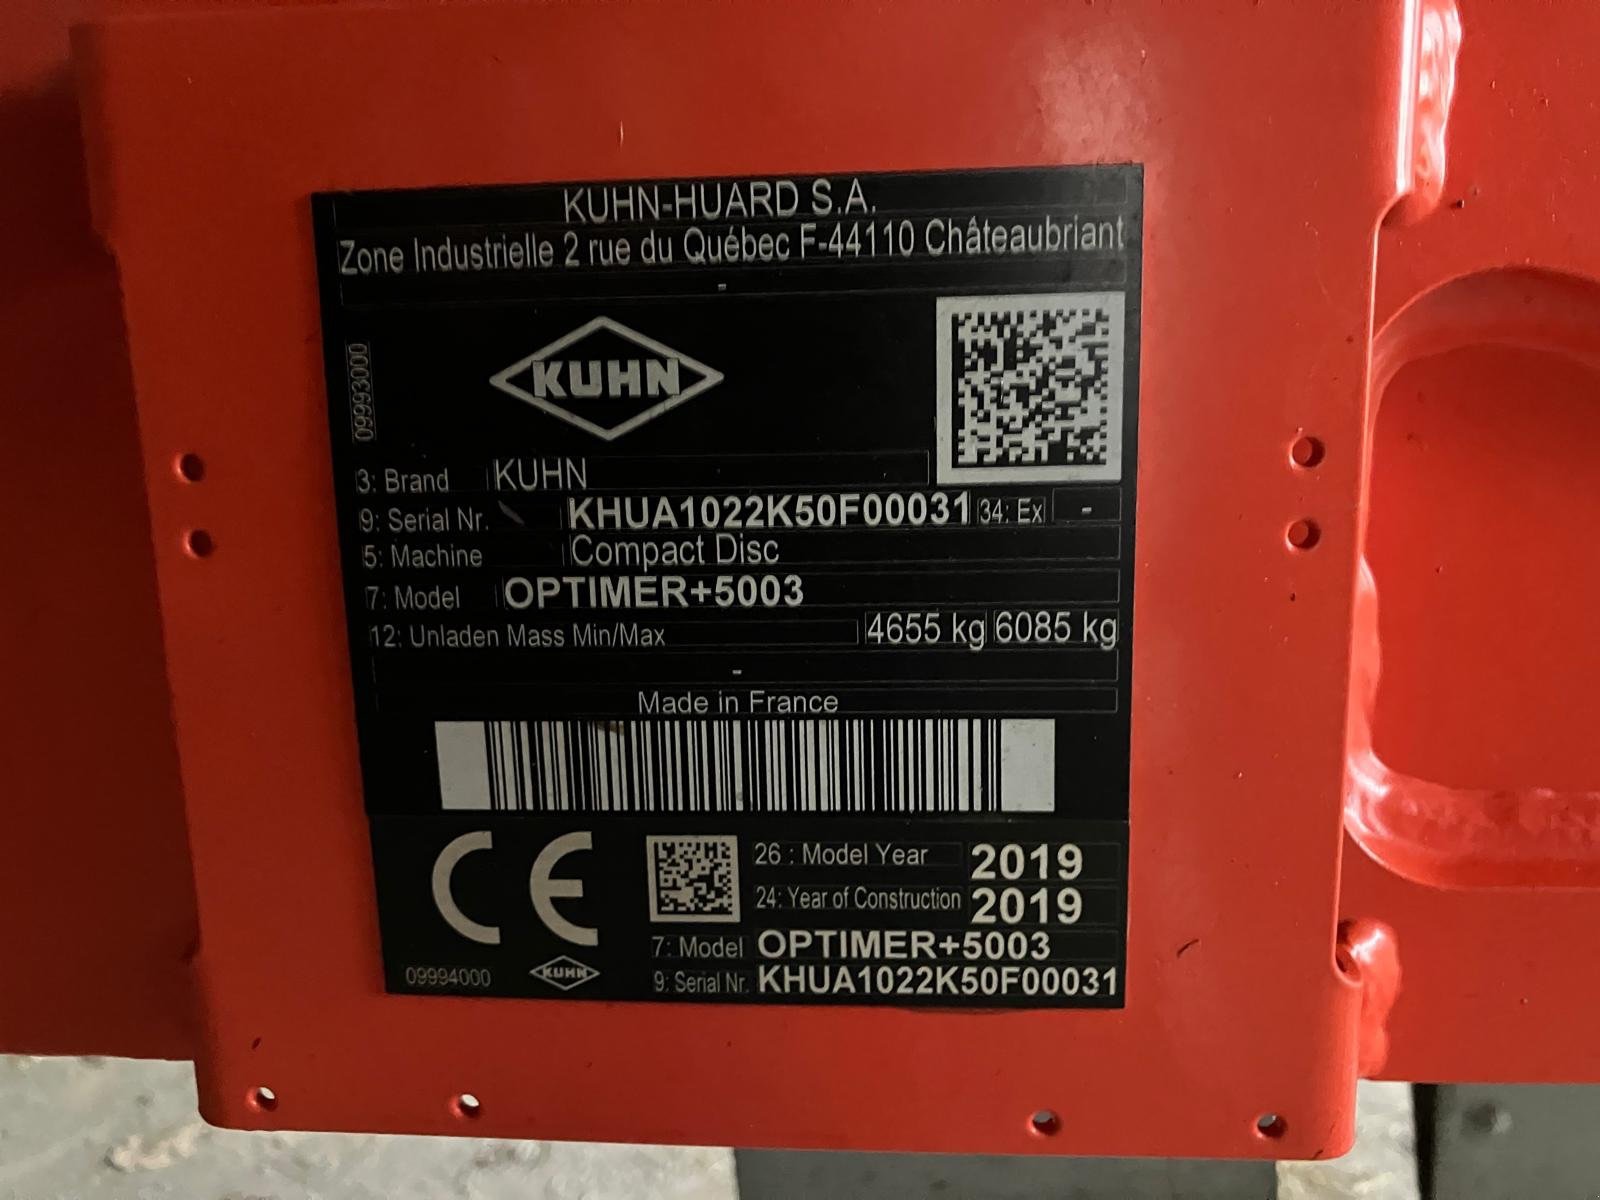 KUHN-HUARD S.A.
Zone Industrielle 2 rue du Québec F-44110 Châteaubriant
-
09993000
KUHN
3: Brand KUHN
9: Serial Nr. KHUA1022K50F00031 34: Ex -
5: Machine Compact Disc
7: Model OPTIMER+5003
12: Unladen Mass Min/Max 4655 kg 6085 kg
-
Made in France
CE
26 : Model Year 2019
24: Year of Construction 2019
7: Model OPTIMER+5003
09994000 KUHN 9: Serial Nr. KHUA1022K50F00031